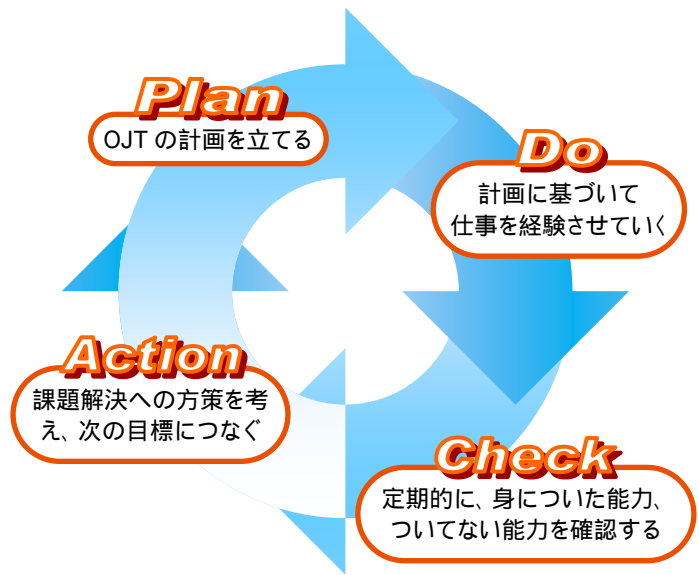 Plan
OJT の計画を立てる
Do
計画に基づいて
仕事を経験させていく
Check
定期的に、身についた能力、
ついてない能力を確認する
Action
課題解決への方策を考
え、次の目標につなぐ